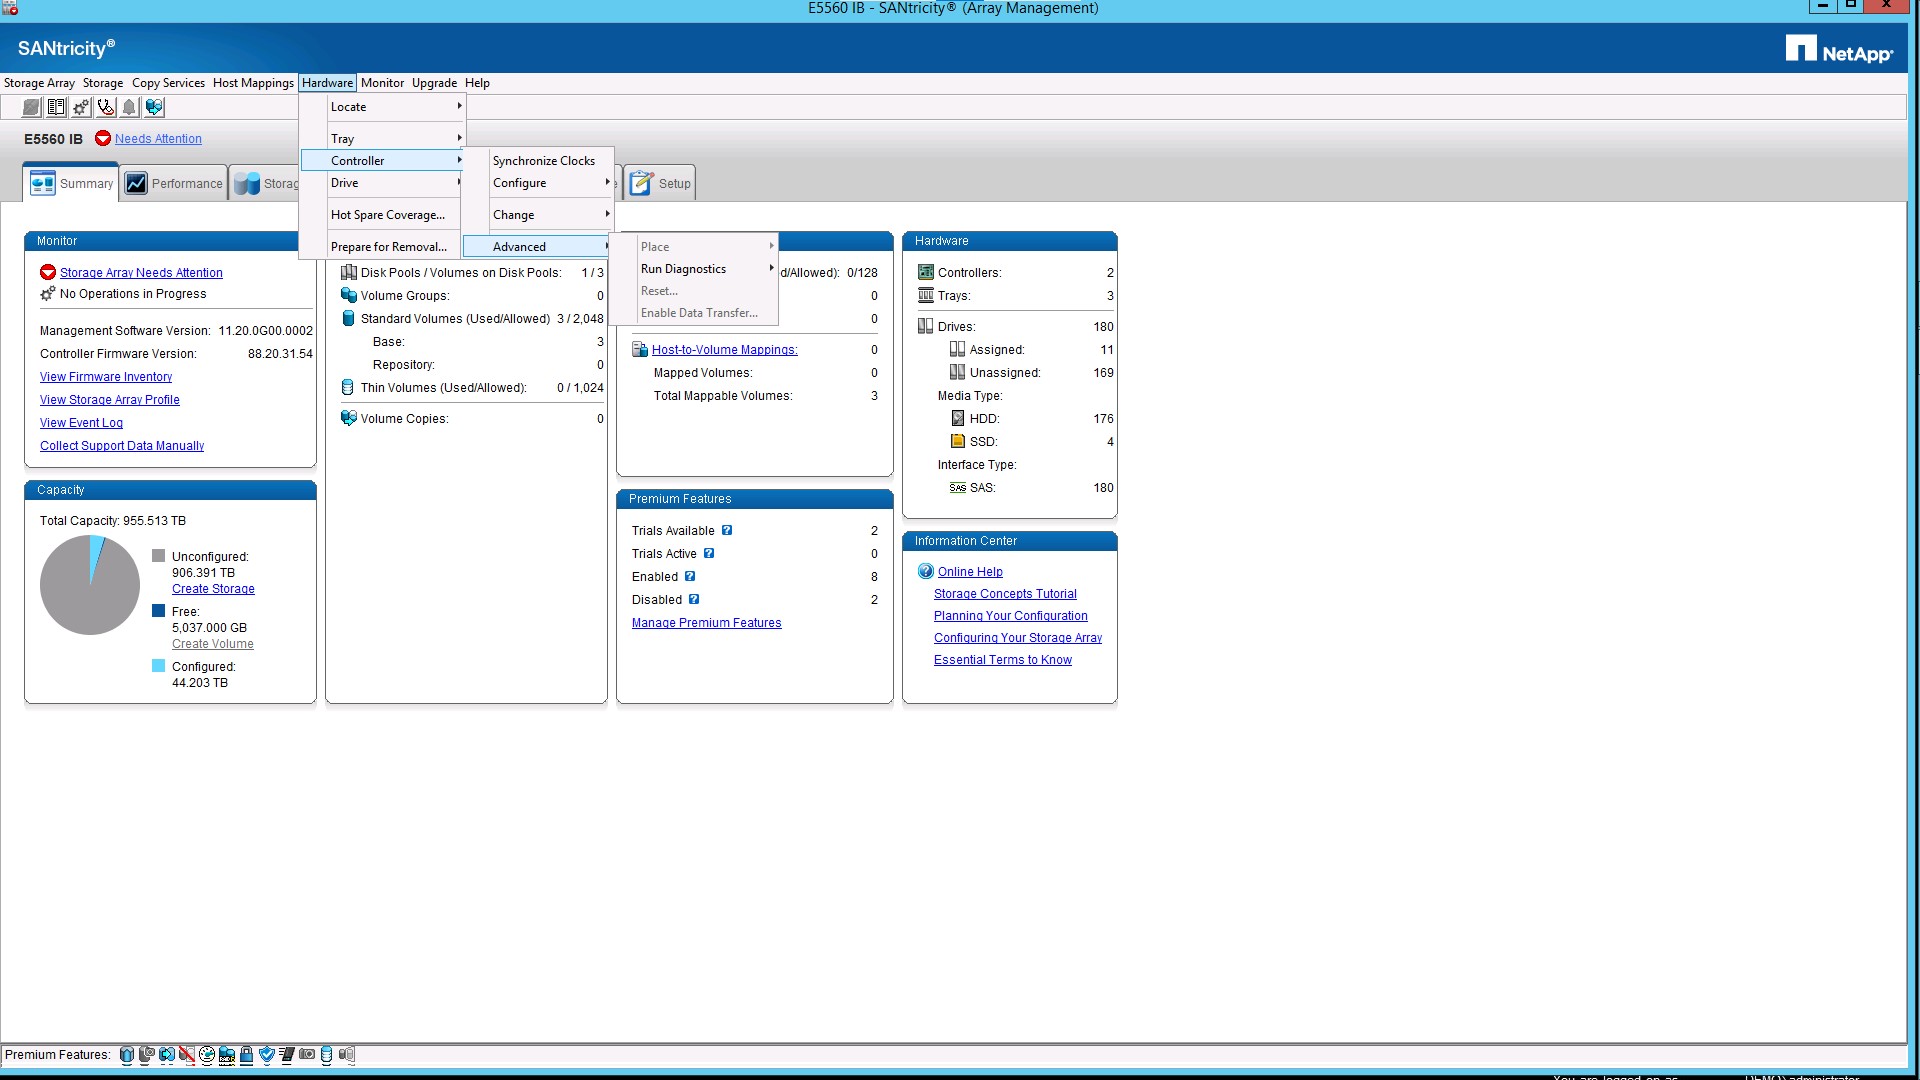 E5560 IB - SANtricity® (Array Management)
SANtricity®
NetApp®
Storage Array Storage Copy Services Host Mappings Hardware Monitor Upgrade Help
E5560 IB Needs Attention
Summary Performance Storag Setup
Locate
Tray
Controller
Drive
Hot Spare Coverage...
Prepare for Removal...
Synchronize Clocks
Configure
Change
Advanced
Place
Run Diagnostics
Reset...
Enable Data Transfer...
Monitor
Storage Array Needs Attention
No Operations in Progress
Management Software Version: 11.20.0G00.0002
Controller Firmware Version: 88.20.31.54
View Firmware Inventory
View Storage Array Profile
View Event Log
Collect Support Data Manually
Capacity
Total Capacity: 955.513 TB
Unconfigured:
906.391 TB
Create Storage
Free:
5,037.000 GB
Create Volume
Configured:
44.203 TB
Disk Pools / Volumes on Disk Pools: 1 / 3
Volume Groups: 0
Standard Volumes (Used/Allowed) 3 / 2,048
Base: 3
Repository: 0
Thin Volumes (Used/Allowed): 0 / 1,024
Volume Copies: 0
d/Allowed): 0/128
0
0
Host-to-Volume Mappings: 0
Mapped Volumes: 0
Total Mappable Volumes: 3
Premium Features
Trials Available ? 2
Trials Active ? 0
Enabled ? 8
Disabled ? 2
Manage Premium Features
Hardware
Controllers: 2
Trays: 3
Drives: 180
Assigned: 11
Unassigned: 169
Media Type:
HDD: 176
SSD: 4
Interface Type:
SAS SAS: 180
Information Center
? Online Help
Storage Concepts Tutorial
Planning Your Configuration
Configuring Your Storage Array
Essential Terms to Know
Premium Features:
You are logged on as DEMO\administrator